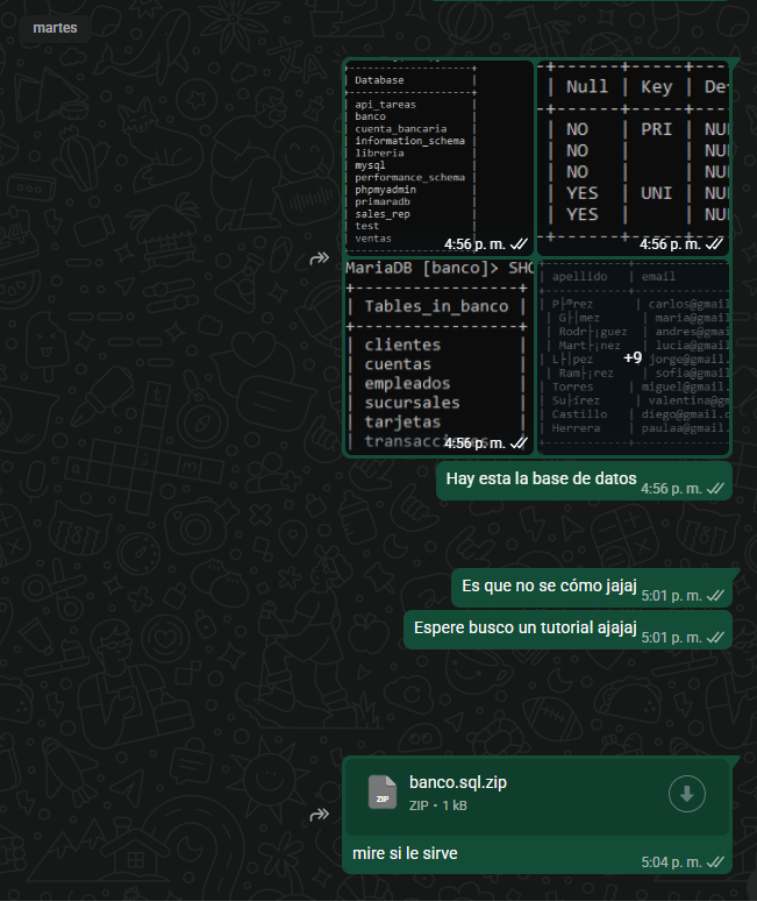 martes
Database
api_tareas
banco
cuenta_bancaria
information_schema
libreria
mysql
performance_schema
phpmyadmin
primaradb
sales_rep
test
ventas
4:56 p. m.
Null | Key | De
NO | PRI | NU
NO | | NU
NO | | NU
YES | UNI | NU
YES | | NU
4:56 p. m.
MariaDB [banco]> SHO
Tables_in_banco
clientes
cuentas
empleados
sucursales
tarjetas
4:56 p. m.
apellido | email
P├®rez | carlos@gmail
G├│mez | maria@gmail
Rodr├¡guez | andres@gmai
Mart├¡nez | lucia@gmail
L├│pez | jorge@gmail.
Ram├¡rez | sofia@gmail
Torres | miguel@gmail.
Su├írez | valentina@gm
Castillo | diego@gmail.c
Herrera | paulaa@gmail.
+9
Hay esta la base de datos
4:56 p. m.
Es que no se cómo jajaj
5:01 p. m.
Espere busco un tutorial ajajaj
5:01 p. m.
ZIP
banco.sql.zip
ZIP • 1 kB
mire si le sirve
5:04 p. m.